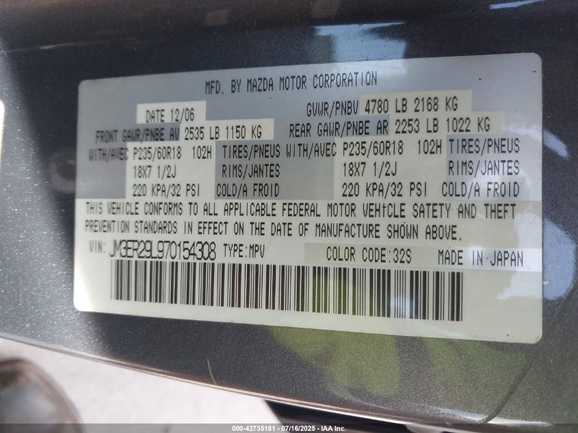 MFD. BY MAZDA MOTOR CORPORATION
DATE 12/06 GVWR/PNBV 4780 LB 2168 KG
FRONT GAWR/PNBE AV 2535 LB 1150 KG REAR GAWR/PNBE AR 2253 LB 1022 KG
WITH/AVEC P235/60R18 102H TIRES/PNEUS WITH/AVEC P235/60R18 102H TIRES/PNEUS
18X7 1/2J RIMS/JANTES 18X7 1/2J RIMS/JANTES
220 KPA/32 PSI COLD/A FROID 220 KPA/32 PSI COLD/A FROID
THIS VEHICLE CONFORMS TO ALL APPLICABLE FEDERAL MOTOR VEHICLE SAFETY AND THEFT
PREVENTION STANDARDS IN EFFECT ON THE DATE OF MANUFACTURE SHOWN ABOVE.
VIN: JM3ER29L970154308 TYPE:MPV COLOR CODE:32S MADE IN JAPAN
000-42735181 - 07/16/2025 - IAA Inc.